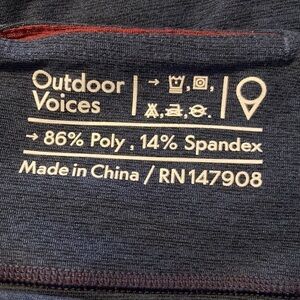 Outdoor
Voices
→ 86% Poly, 14% Spandex
Made in China / RN147908